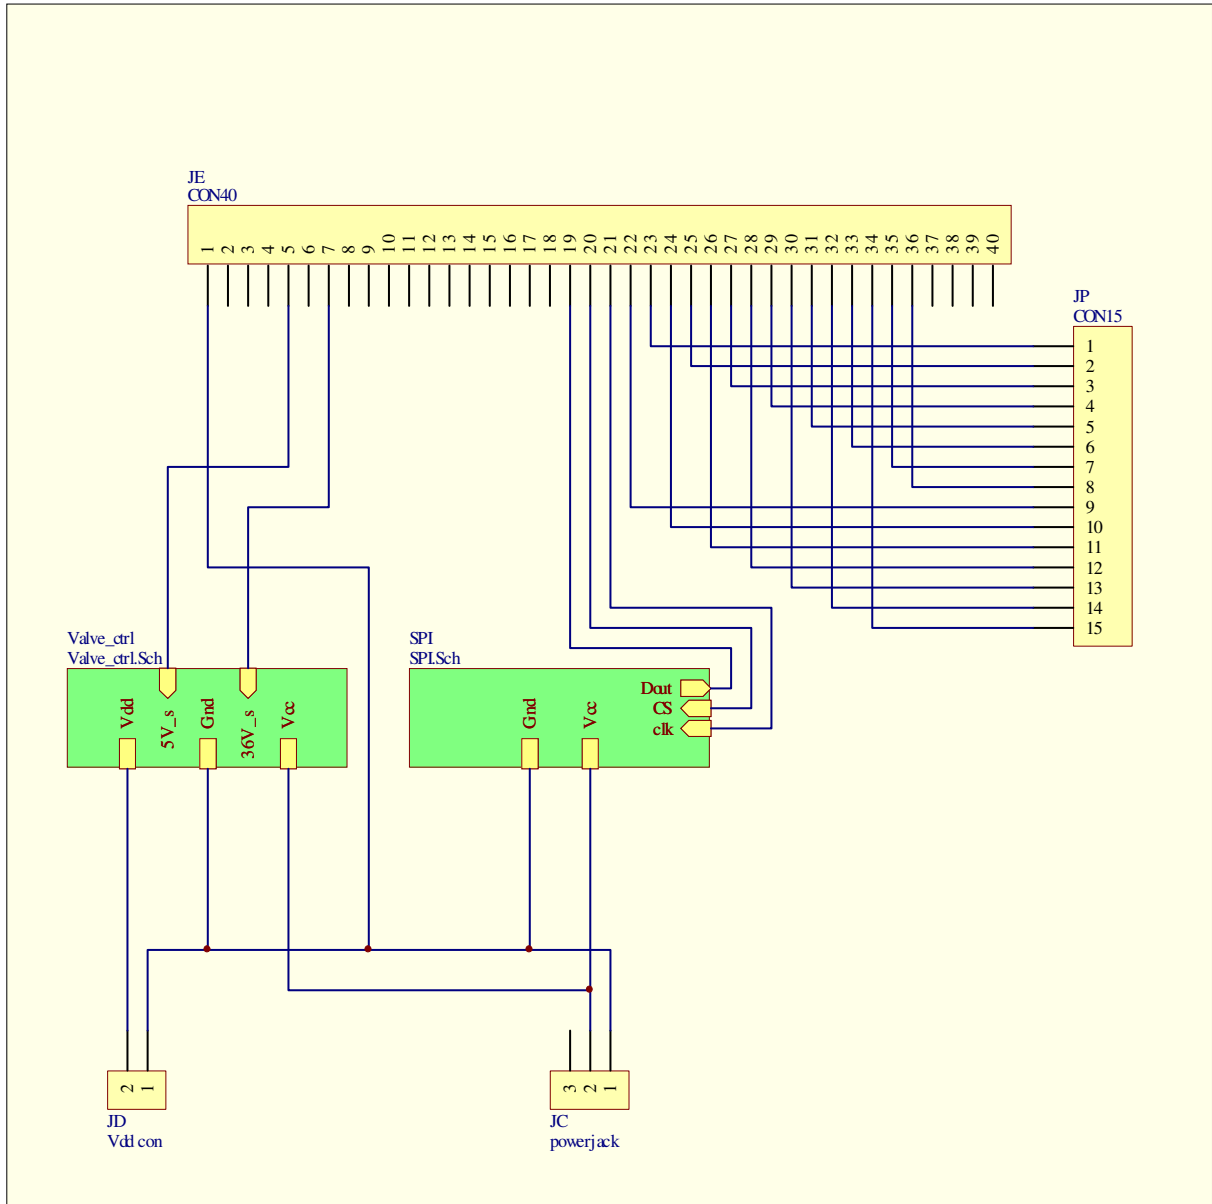 JE
CON40
1 2 3 4 5 6 7 8 9 10 11 12 13 14 15 16 17 18 19 20 21 22 23 24 25 26 27 28 29 30 31 32 33 34 35 36 37 38 39 40
JP
CON15
1
2
3
4
5
6
7
8
9
10
11
12
13
14
15
Valve_ctrl
Valve_ctrl.Sch
Vdd
5V_s
Gnd
36V_s
Vcc
SPI
SPI.Sch
Gnd
Vcc
Dout
CS
clk
2 1
JD
Vdd con
3 2 1
JC
powerjack